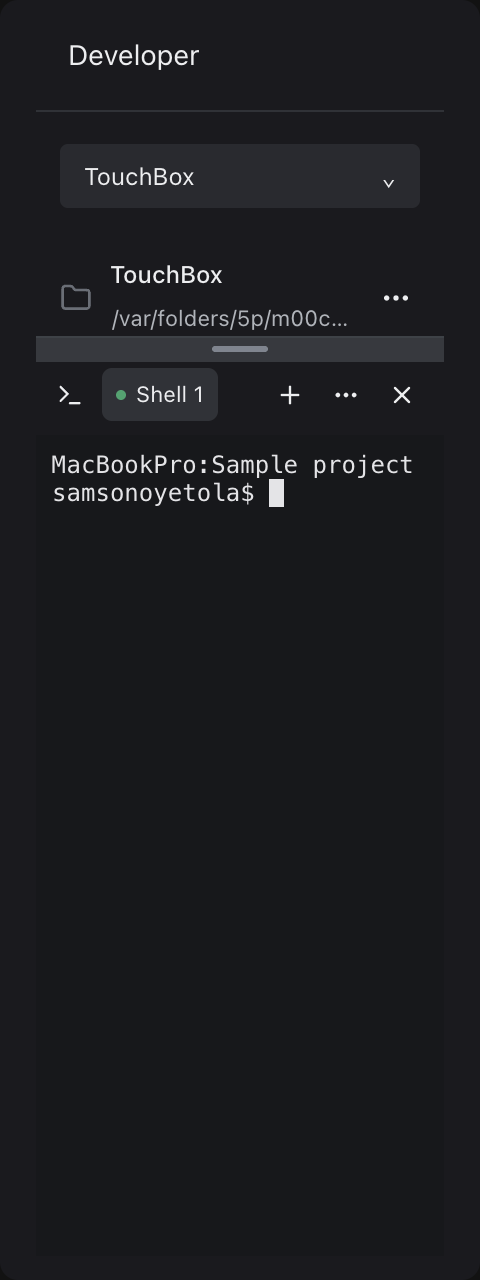 Developer
TouchBox
TouchBox
/var/folders/5p/m00c...
Shell 1
MacBookPro:Sample project
samsonoyetola$